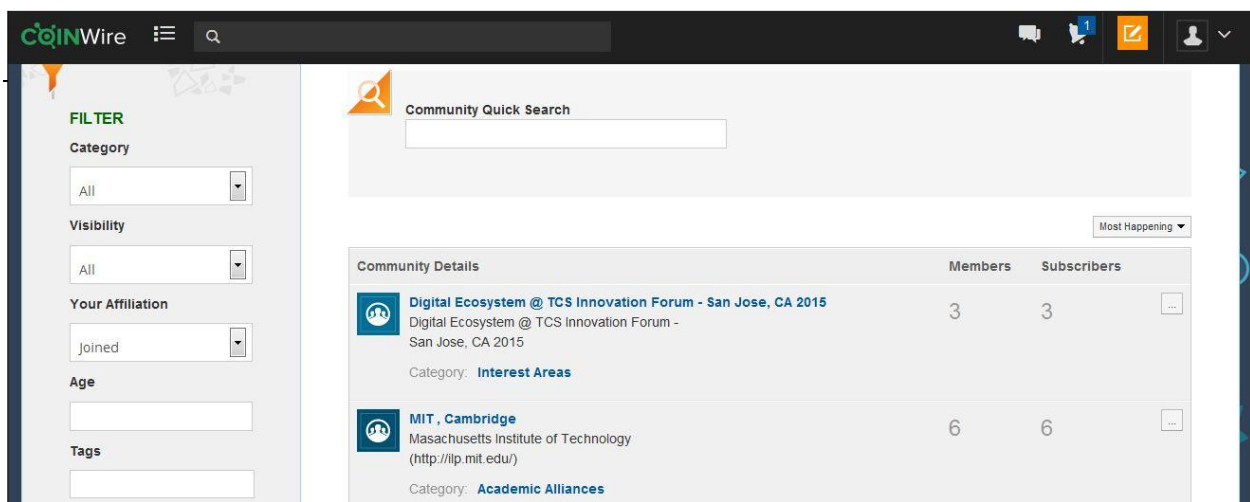 COINWire
1
FILTER
Category
All
Visibility
All
Your Affiliation
Joined
Age
Tags
Community Quick Search
Most Happening
Community Details Members Subscribers
Digital Ecosystem @ TCS Innovation Forum - San Jose, CA 2015
Digital Ecosystem @ TCS Innovation Forum -
San Jose, CA 2015
3 3 ...
Category: Interest Areas
MIT, Cambridge
Masachusetts Institute of Technology
(http://ilp.mit.edu/)
6 6 ...
Category: Academic Alliances